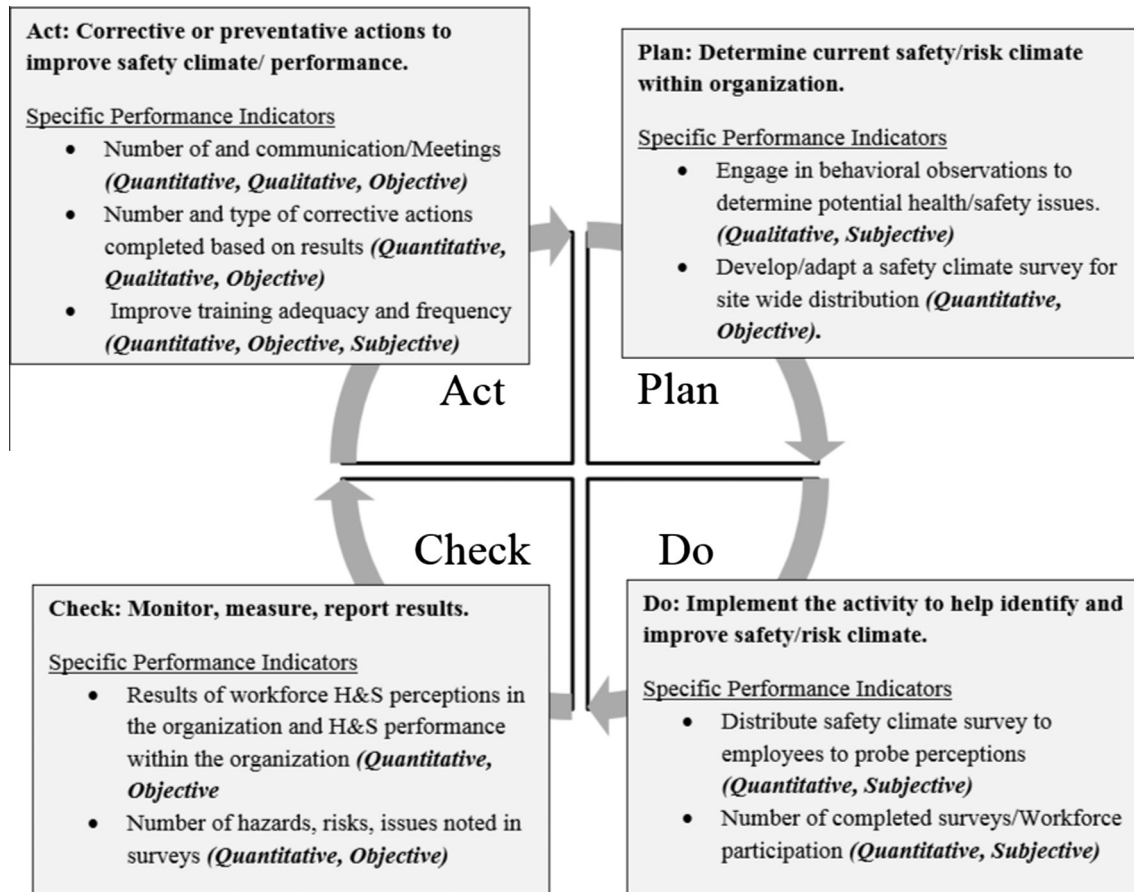 Act: Corrective or preventative actions to
improve safety climate/ performance.
Specific Performance Indicators
• Number of and communication/Meetings
(Quantitative, Qualitative, Objective)
• Number and type of corrective actions
completed based on results (Quantitative,
Qualitative, Objective)
• Improve training adequacy and frequency
(Quantitative, Objective, Subjective)
Plan: Determine current safety/risk climate
within organization.
Specific Performance Indicators
• Engage in behavioral observations to
determine potential health/safety issues.
(Qualitative, Subjective)
• Develop/adapt a safety climate survey for
site wide distribution (Quantitative,
Objective).
Act
Plan
Check
Do
Check: Monitor, measure, report results.
Specific Performance Indicators
• Results of workforce H&S perceptions in
the organization and H&S performance
within the organization (Quantitative,
Objective
• Number of hazards, risks, issues noted in
surveys (Quantitative, Objective)
Do: Implement the activity to help identify and
improve safety/risk climate.
Specific Performance Indicators
• Distribute safety climate survey to
employees to probe perceptions
(Quantitative, Subjective)
• Number of completed surveys/Workforce
participation (Quantitative, Subjective)